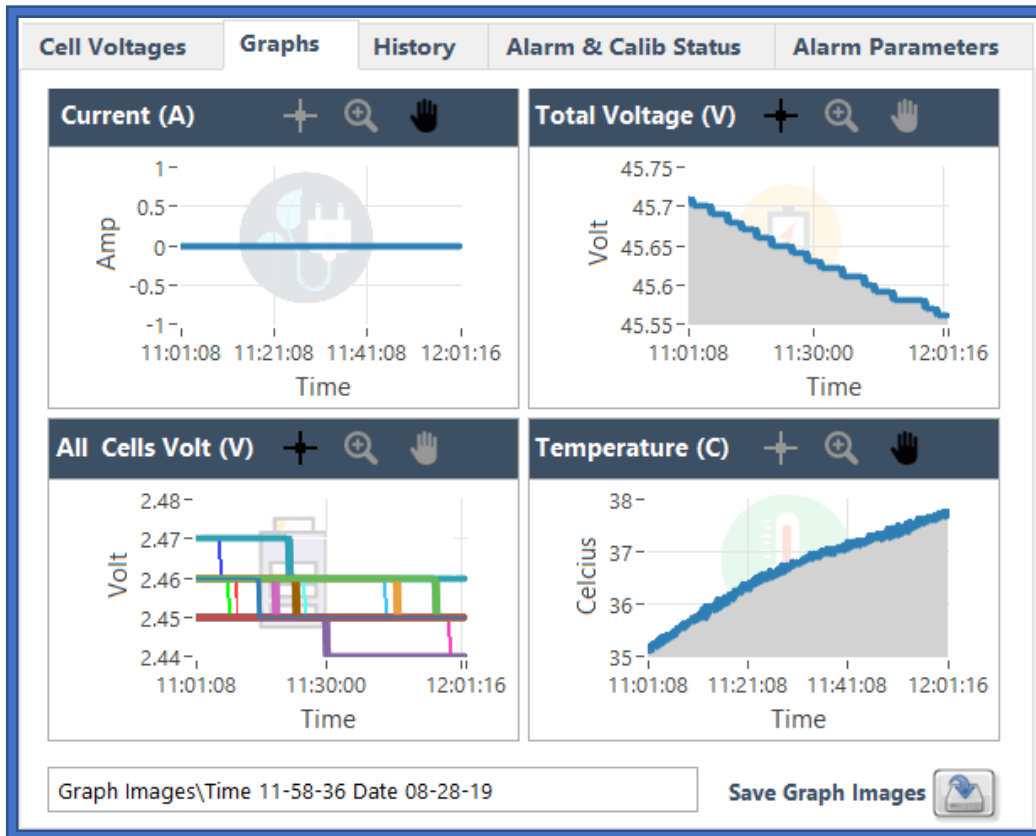 Cell Voltages Graphs History Alarm & Calib Status Alarm Parameters
Current (A)
1
0.5
0
-0.5
-1
Amp
11:01:08 11:21:08 11:41:08 12:01:16
Time
Total Voltage (V)
45.75
45.7
45.65
45.6
45.55
Volt
11:01:08 11:30:00 12:01:16
Time
All Cells Volt (V)
2.48
2.47
2.46
2.45
2.44
Volt
11:01:08 11:30:00 12:01:16
Time
Temperature (C)
38
37
36
35
Celcius
11:01:08 11:21:08 11:41:08 12:01:16
Time
Graph Images\Time 11-58-36 Date 08-28-19
Save Graph Images